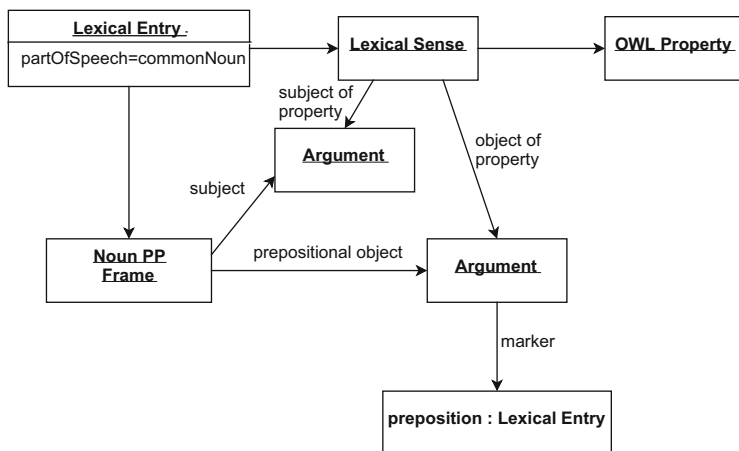 Lexical Entry .
partOfSpeech=commonNoun
Lexical Sense
OWL Property
subject of
property
Argument
object of
property
subject
Noun PP
Frame
prepositional object
Argument
marker
preposition : Lexical Entry